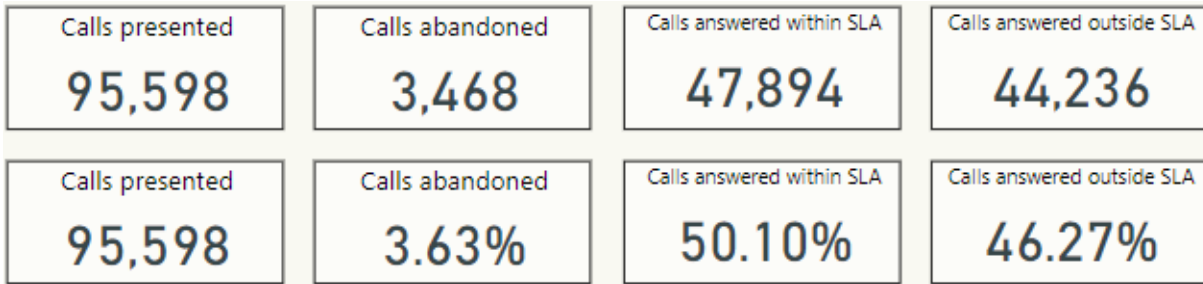 Calls presented
95,598
Calls abandoned
3,468
Calls answered within SLA
47,894
Calls answered outside SLA
44,236
Calls presented
95,598
Calls abandoned
3.63%
Calls answered within SLA
50.10%
Calls answered outside SLA
46.27%